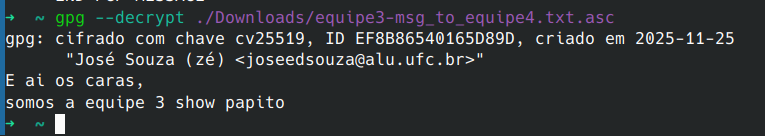 ➜  ~ gpg --decrypt ./Downloads/equipe3-msg_to_equipe4.txt.asc
gpg: cifrado com chave cv25519, ID EF8B86540165D89D, criado em 2025-11-25
      "José Souza (zé) <joseedsouza@alu.ufc.br>"
E ai os caras,
somos a equipe 3 show papito
➜  ~